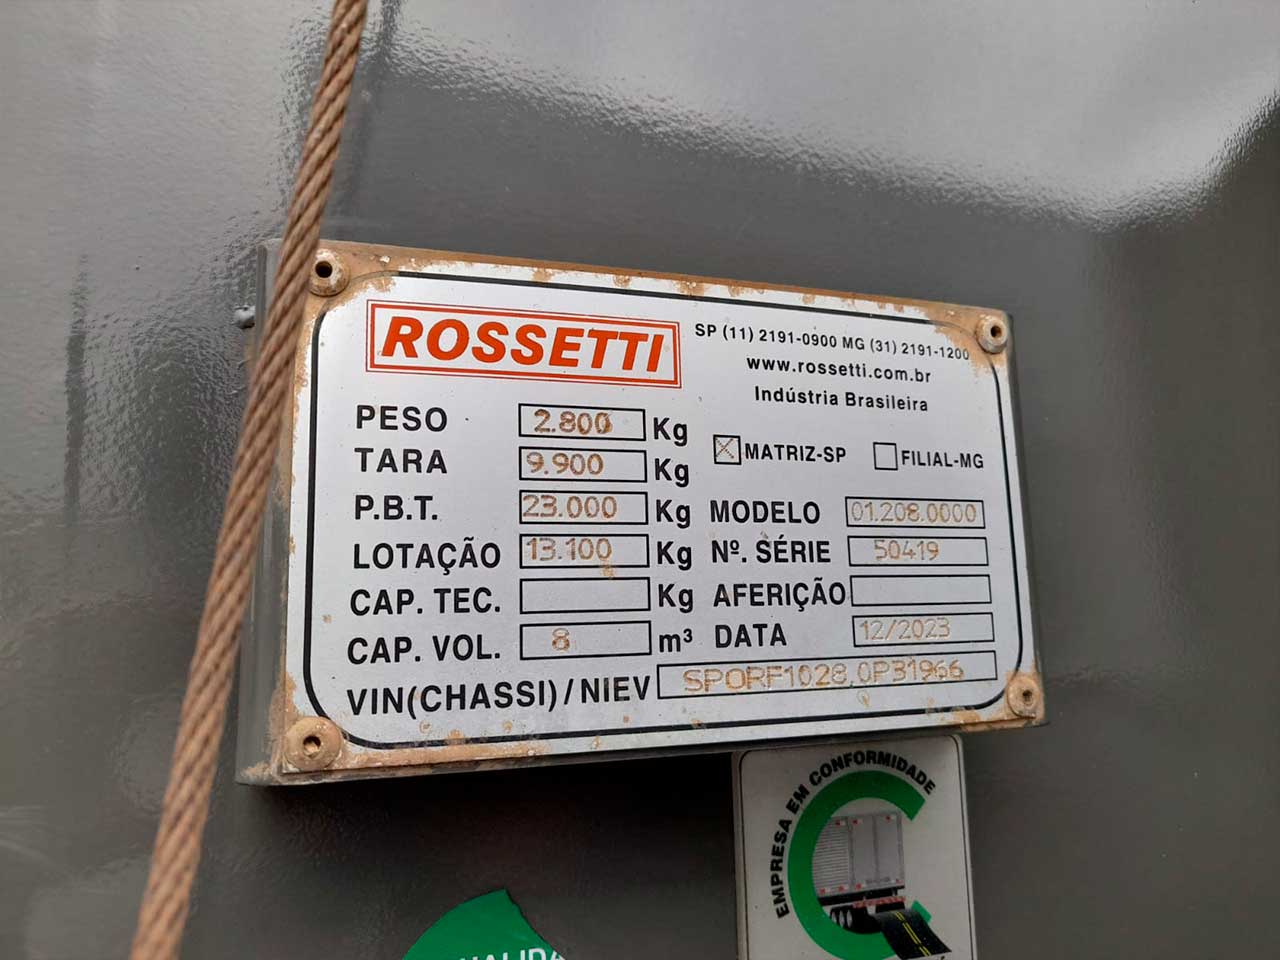 ROSSETTI
SP (11) 2191-0900 MG (31) 2191-1200
www.rossetti.com.br
Indústria Brasileira
PESO 2.800 Kg
TARA 9.900 Kg
P.B.T. 23.000 Kg
LOTAÇÃO 13.100 Kg
CAP. TEC. Kg
CAP. VOL. 8 m³
MATRIZ-SP FILIAL-MG
MODELO 01.208.0000
Nº. SÉRIE 50419
AFERIÇÃO
DATA 12/2023
VIN(CHASSI)/NIEV SPORF1028.0P31966
EMPRESA EM CONFORMIDADE